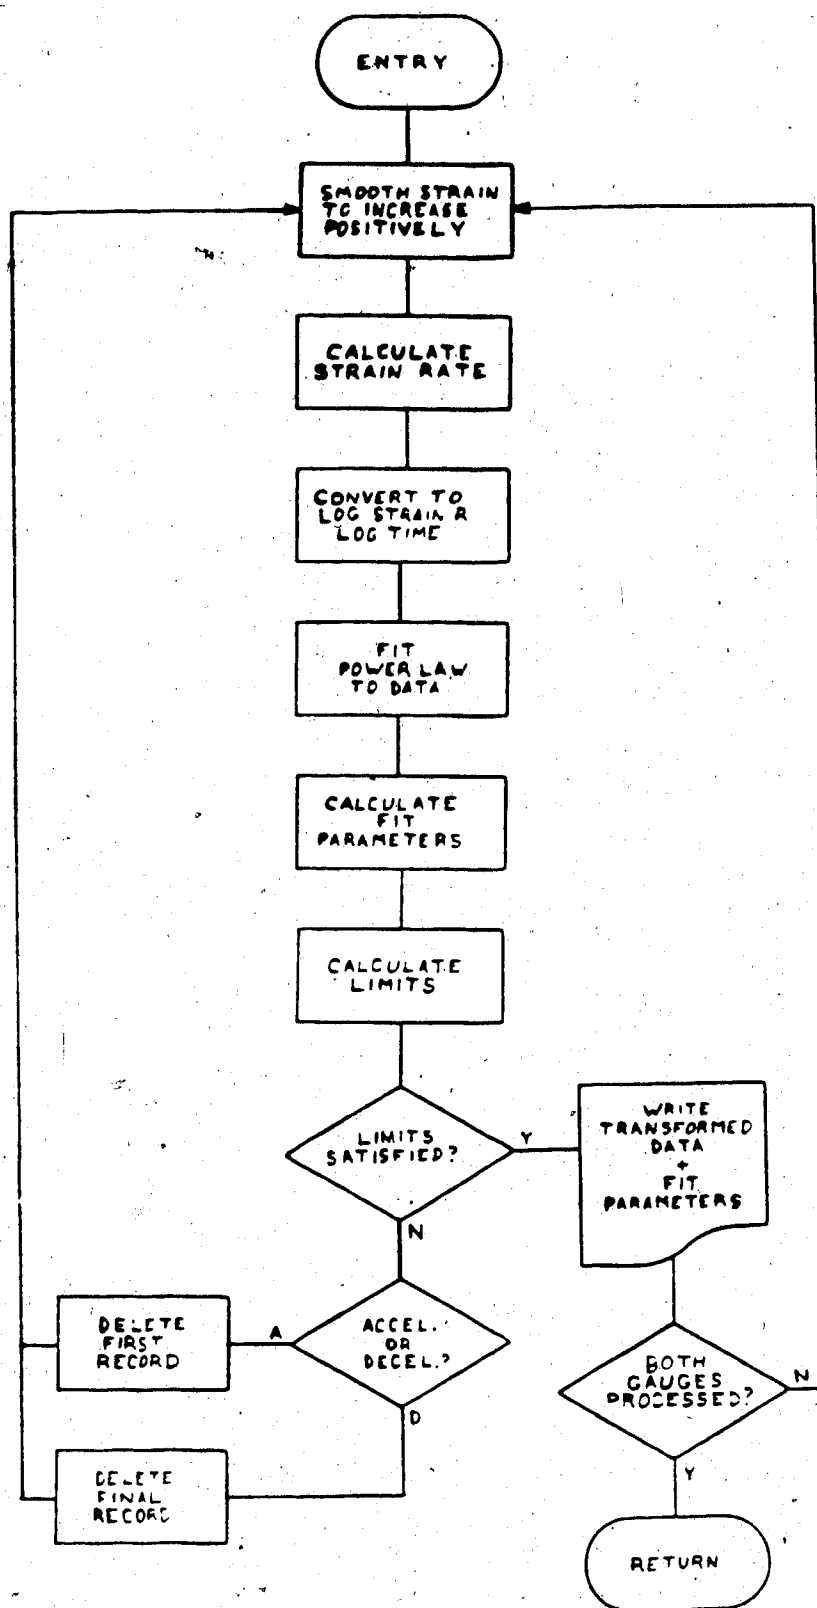 ENTRY
SMOOTH STRAIN
TO INCREASE
POSITIVELY
CALCULATE
STRAIN RATE
CONVERT TO
LOG STRAIN R
LOG TIME
FIT
POWER LAW
TO DATA
CALCULATE
FIT
PARAMETERS
CALCULATE
LIMITS
LIMITS
SATISFIED?
Y
N
WRITE
TRANSFORMED
DATA
+
FIT
PARAMETERS
ACCEL.
OR
DECEL.?
A
D
DELETE
FIRST
RECORD
DELETE
FINAL
RECORD
BOTH
GAUGES
PROCESSED?
N
Y
RETURN